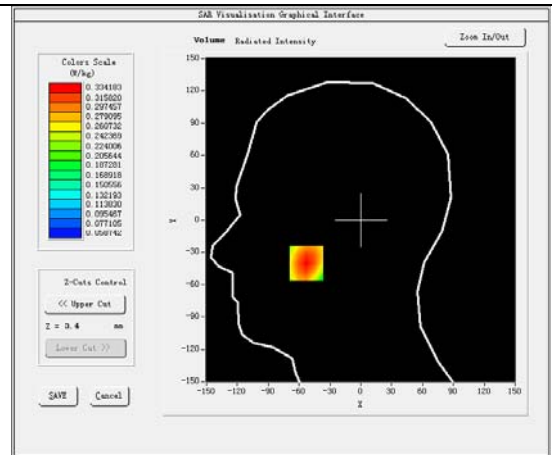 SAR Visualisation Graphical Interface
Volume Radiated Intensity
Zoom In/Out
Colors Scale
(W/kg)
0.334183
0.315820
0.297457
0.279095
0.260732
0.242369
0.224006
0.205644
0.187281
0.168918
0.150556
0.132193
0.113830
0.095467
0.077105
0.058742
Z-Cuts Control
<< Upper Cut
Z = 3.4 mm
Lower Cut >>
SAVE Cancel
150
120
90
60
30
0
-30
-60
-90
-120
-150
Y
-150 -120 -90 -60 -30 0 30 60 90 120 150
X